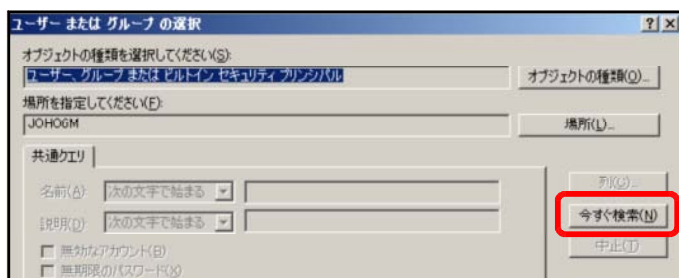 ユーザー または グループ の選択
オブジェクトの種類を選択してください(S):
ユーザー、グループ または ビルトイン セキュリティ プリンシパル
オブジェクトの種類(O)...
場所を指定してください(F):
JOHOGM
場所(L)...
共通クエリ
列(C)...
名前(A): 次の文字で始まる
今すぐ検索(N)
説明(D): 次の文字で始まる
中止(T)
無効なアカウント(B)
無期限のパスワード(X)